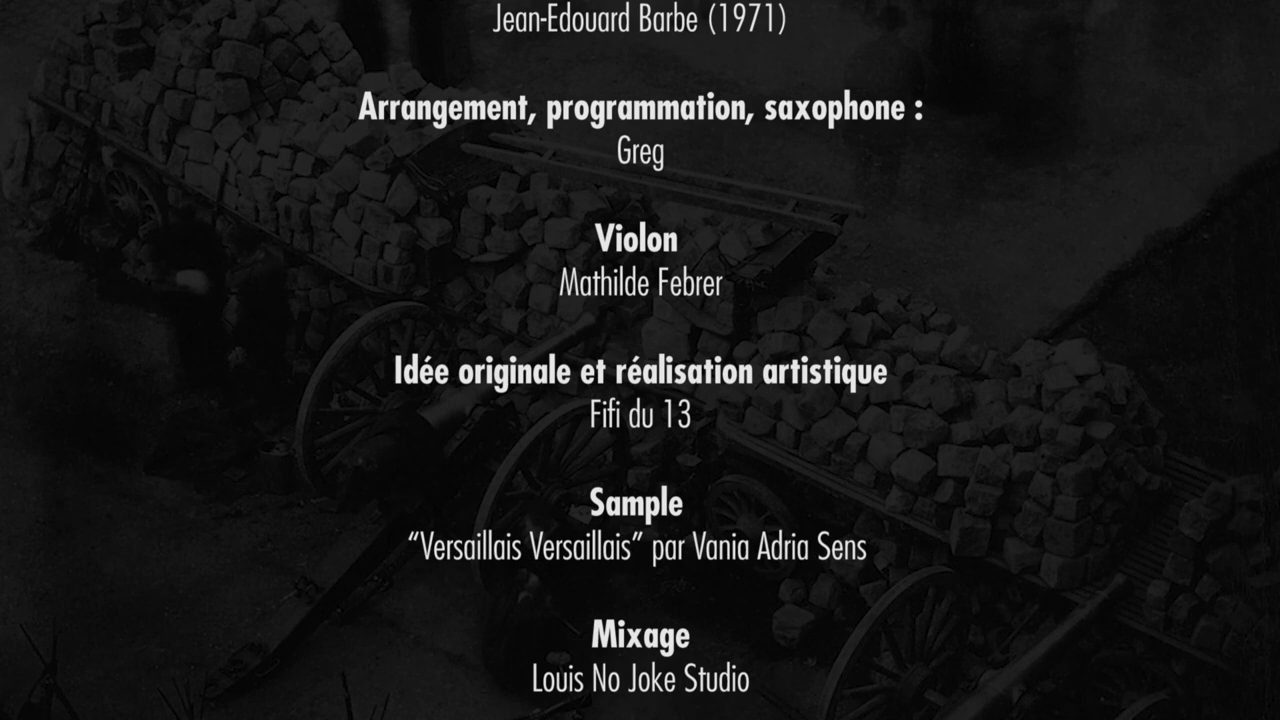 Jean-Edouard Barbe (1971)
Arrangement, programmation, saxophone :
Greg
Violon
Mathilde Febrer
Idée originale et réalisation artistique
Fifi du 13
Sample
“Versaillais Versaillais” par Vania Adria Sens
Mixage
Louis No Joke Studio